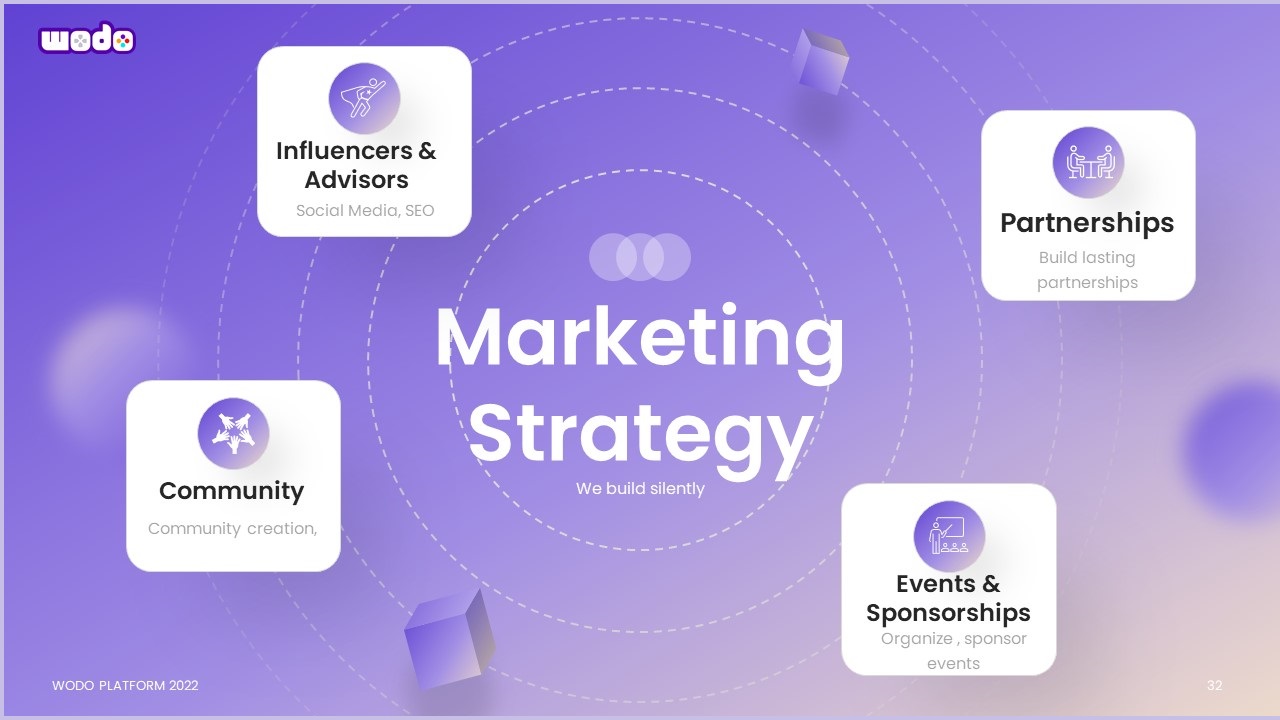 wodo
Influencers &
Advisors
Social Media, SEO
Partnerships
Build lasting
partnerships
Marketing
Strategy
We build silently
Community
Community creation,
Events &
Sponsorships
Organize , sponsor
events
WODO PLATFORM 2022
32